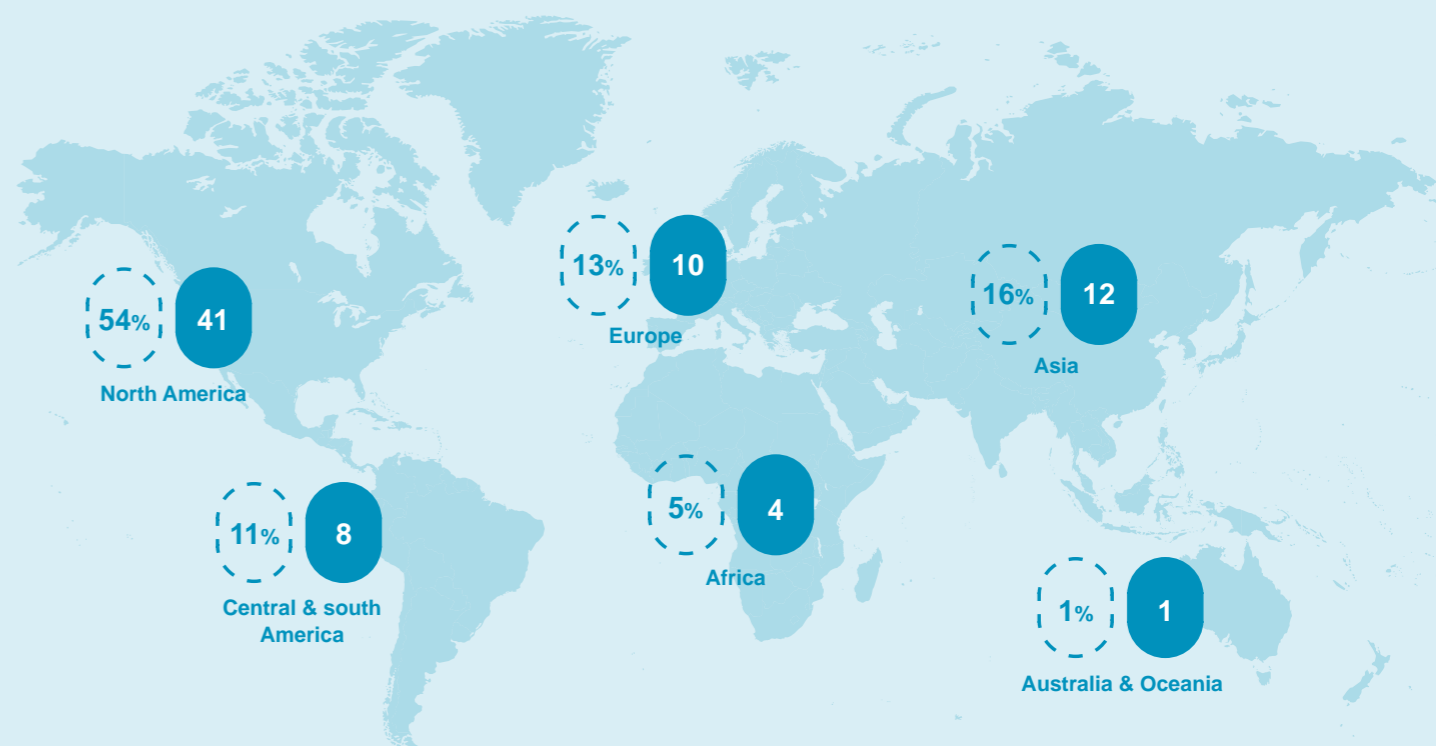 54% 41
North America
13% 10
Europe
16% 12
Asia
11% 8
Central & south
America
5% 4
Africa
1% 1
Australia & Oceania